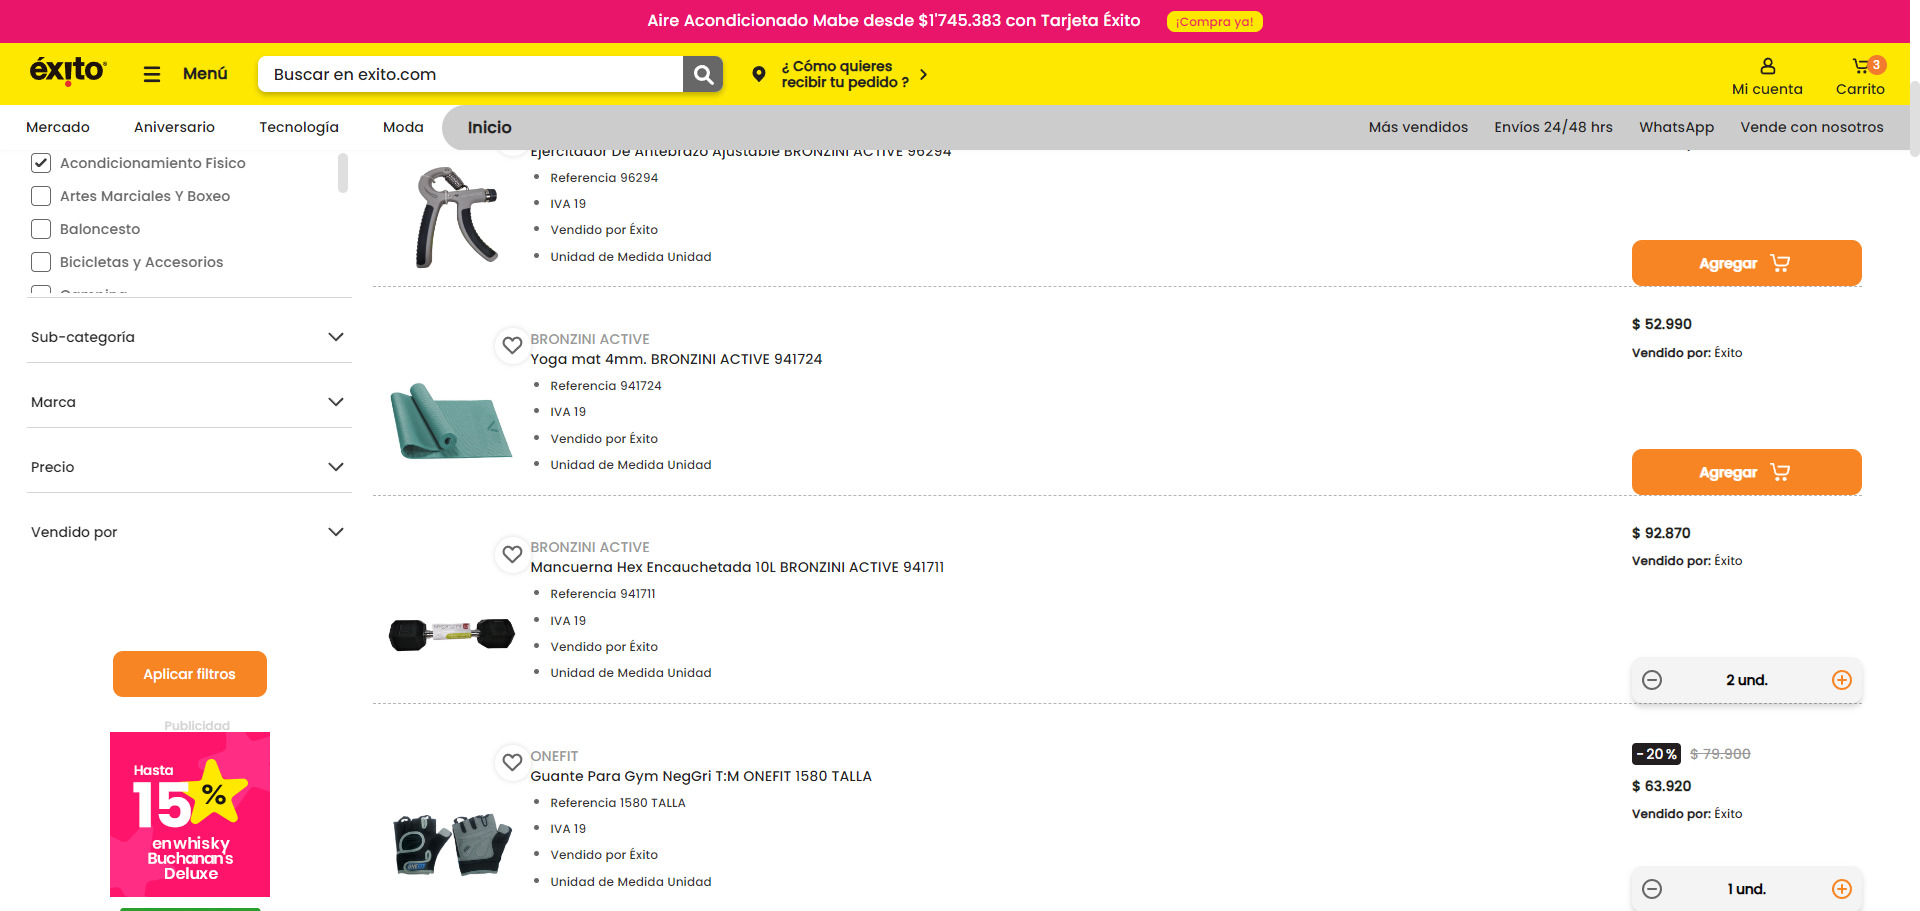 Aire Acondicionado Mabe desde $1'745.383 con Tarjeta Éxito ¡Compra ya!
éxito
Menú
Buscar en exito.com
¿ Cómo quieres
recibir tu pedido ?
Mi cuenta
3
Carrito
Mercado
Aniversario
Tecnología
Moda
Inicio
Más vendidos
Envíos 24/48 hrs
WhatsApp
Vende con nosotros
Acondicionamiento Fisico
Artes Marciales Y Boxeo
Baloncesto
Bicicletas y Accesorios
Camping
Sub-categoría
Marca
Precio
Vendido por
Aplicar filtros
Publicidad
Hasta
15%
en whisky
Buchanan's
Deluxe
Ejercitador De Antebrazo Ajustable BRONZINI ACTIVE 96294
Referencia 96294
IVA 19
Vendido por Éxito
Unidad de Medida Unidad
Agregar
BRONZINI ACTIVE
Yoga mat 4mm. BRONZINI ACTIVE 941724
Referencia 941724
IVA 19
Vendido por Éxito
Unidad de Medida Unidad
$ 52.990
Vendido por: Éxito
Agregar
BRONZINI ACTIVE
Mancuerna Hex Encauchetada 10L BRONZINI ACTIVE 941711
Referencia 941711
IVA 19
Vendido por Éxito
Unidad de Medida Unidad
$ 92.870
Vendido por: Éxito
2 und.
ONEFIT
Guante Para Gym NegGri T:M ONEFIT 1580 TALLA
Referencia 1580 TALLA
IVA 19
Vendido por Éxito
Unidad de Medida Unidad
-20% $ 79.900
$ 63.920
Vendido por: Éxito
1 und.